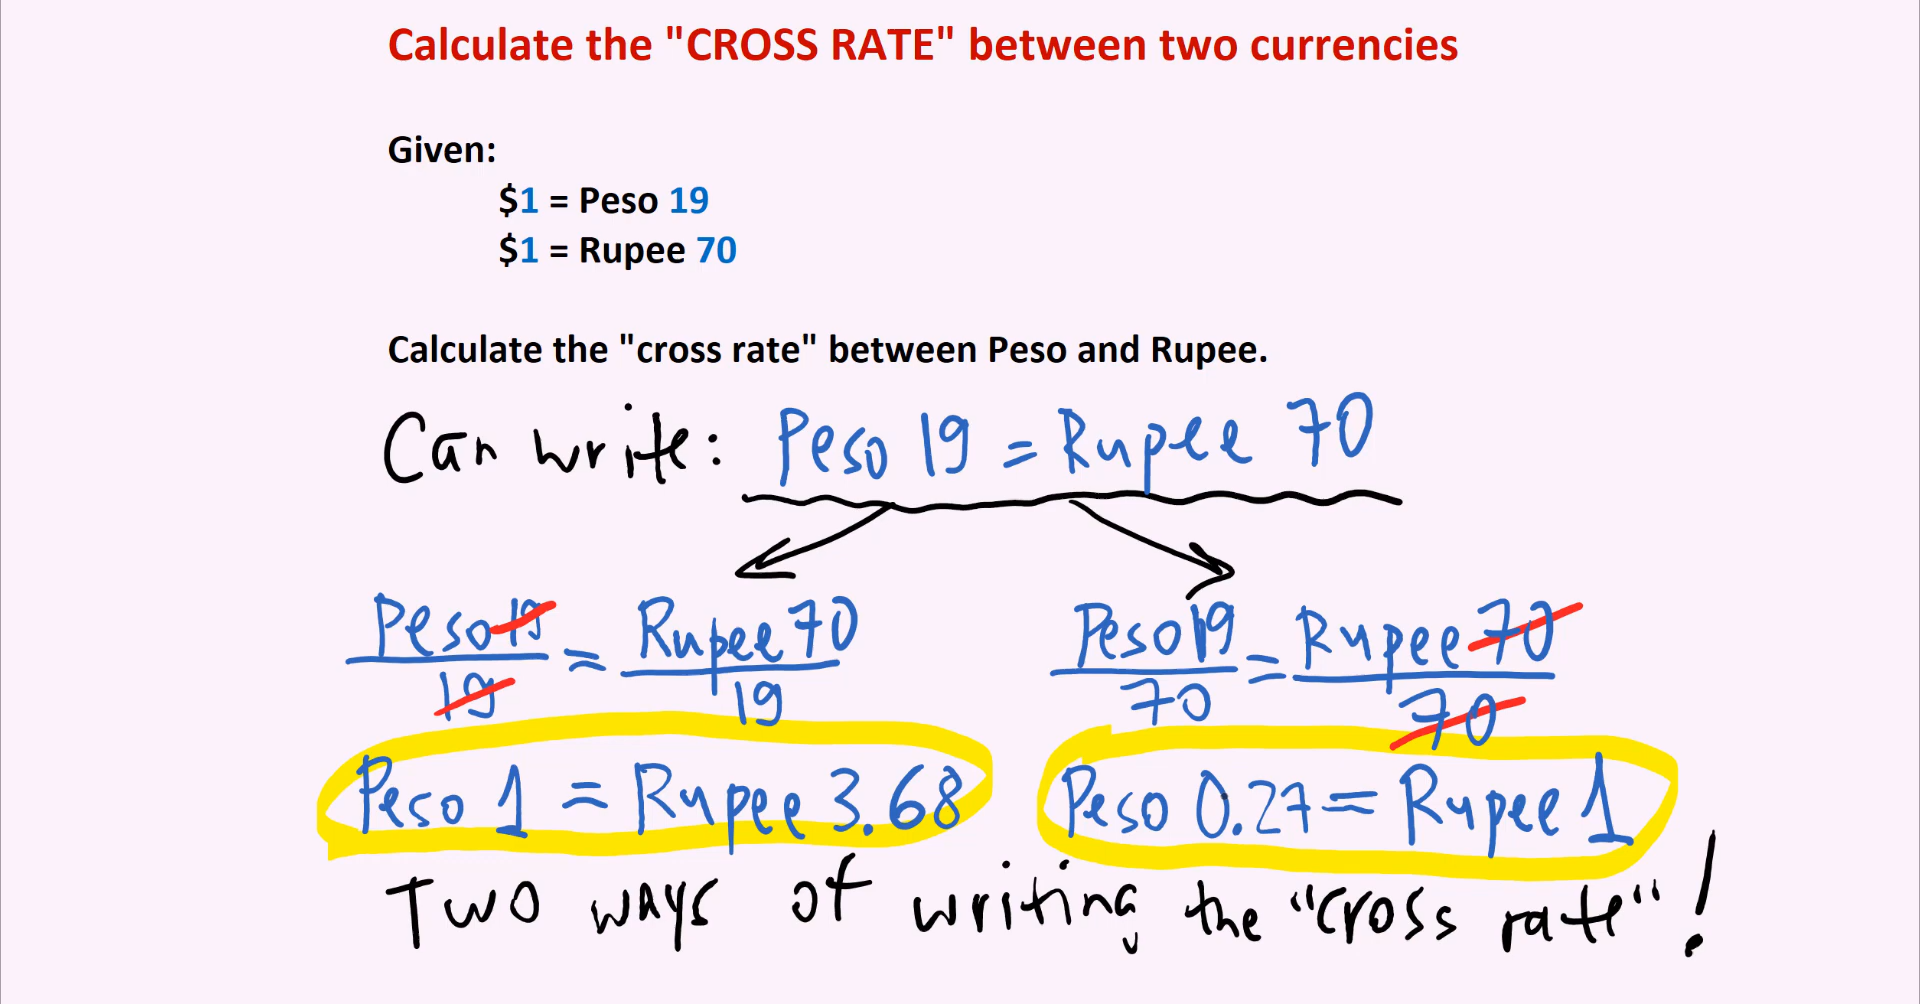 Calculate the "CROSS RATE" between two currencies
Given:
$1 = Peso 19
$1 = Rupee 70
Calculate the "cross rate" between Peso and Rupee.
Can write: Peso 19 = Rupee 70
Peso 19 = Rupee 70
19 19
Peso 19 = Rupee 70
70 70
Peso 1 = Rupee 3.68
Peso 0.27 = Rupee 1
Two ways of writing the "cross rate"!